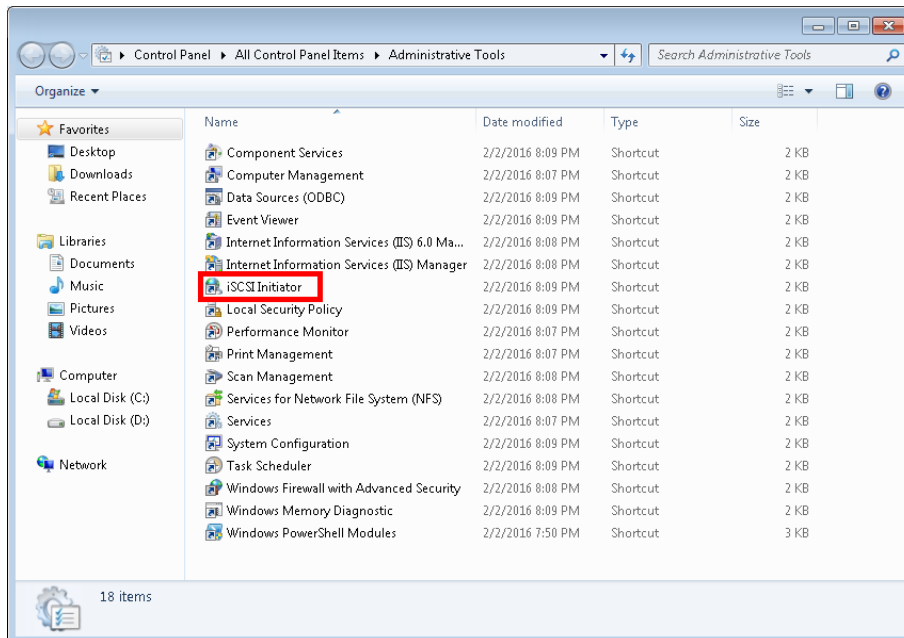 Control Panel ▸ All Control Panel Items ▸ Administrative Tools
Search Administrative Tools
Organize
Name Date modified Type Size
Favorites
Desktop
Downloads
Recent Places
Libraries
Documents
Music
Pictures
Videos
Computer
Local Disk (C:)
Local Disk (D:)
Network
Component Services 2/2/2016 8:09 PM Shortcut 2 KB
Computer Management 2/2/2016 8:07 PM Shortcut 2 KB
Data Sources (ODBC) 2/2/2016 8:09 PM Shortcut 2 KB
Event Viewer 2/2/2016 8:09 PM Shortcut 2 KB
Internet Information Services (IIS) 6.0 Ma... 2/2/2016 8:08 PM Shortcut 2 KB
Internet Information Services (IIS) Manager 2/2/2016 8:08 PM Shortcut 2 KB
iSCSI Initiator 2/2/2016 8:09 PM Shortcut 2 KB
Local Security Policy 2/2/2016 8:09 PM Shortcut 2 KB
Performance Monitor 2/2/2016 8:07 PM Shortcut 2 KB
Print Management 2/2/2016 8:07 PM Shortcut 2 KB
Scan Management 2/2/2016 8:08 PM Shortcut 2 KB
Services for Network File System (NFS) 2/2/2016 8:08 PM Shortcut 2 KB
Services 2/2/2016 8:07 PM Shortcut 2 KB
System Configuration 2/2/2016 8:09 PM Shortcut 2 KB
Task Scheduler 2/2/2016 8:09 PM Shortcut 2 KB
Windows Firewall with Advanced Security 2/2/2016 8:08 PM Shortcut 2 KB
Windows Memory Diagnostic 2/2/2016 8:09 PM Shortcut 2 KB
Windows PowerShell Modules 2/2/2016 7:50 PM Shortcut 3 KB
18 items